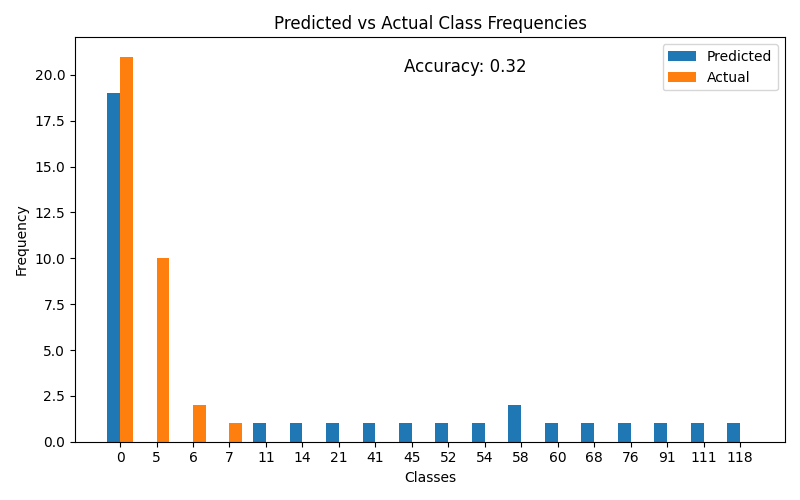 Predicted vs Actual Class Frequencies
Accuracy: 0.32
Predicted
Actual
20.0
17.5
15.0
12.5
10.0
7.5
5.0
2.5
0.0
Frequency
0 5 6 7 11 14 21 41 45 52 54 58 60 68 76 91 111 118
Classes